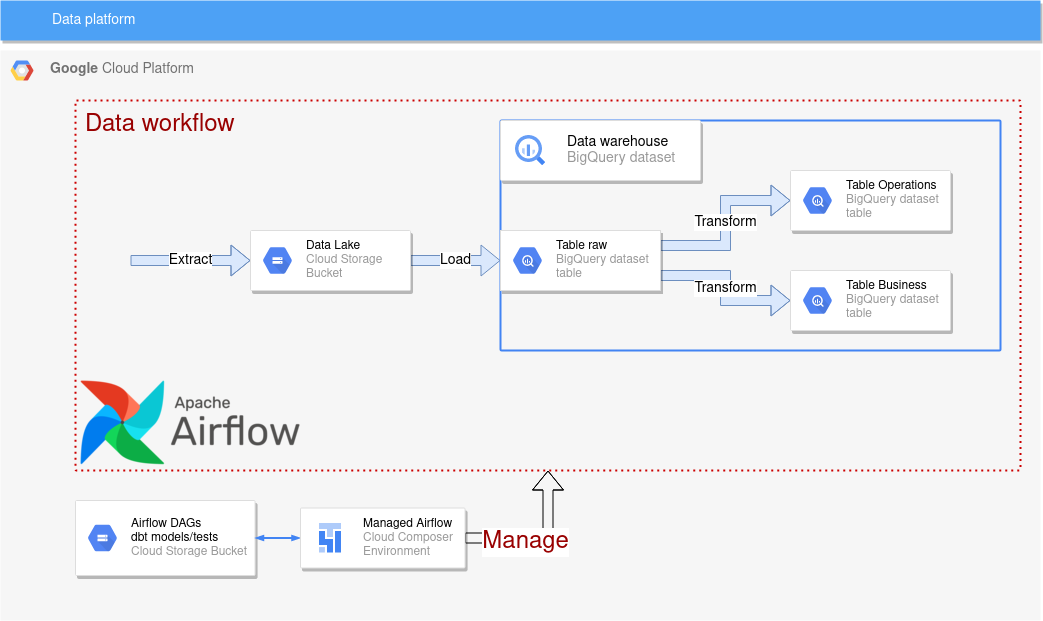 Data platform
Google Cloud Platform
Data workflow
Data warehouse
BigQuery dataset
Table Operations
BigQuery dataset
table
Transform
Extract
Data Lake
Cloud Storage
Bucket
Load
Table raw
BigQuery dataset
table
Transform
Table Business
BigQuery dataset
table
Apache
Airflow
Airflow DAGs
dbt models/tests
Cloud Storage Bucket
Managed Airflow
Cloud Composer
Environment
Manage